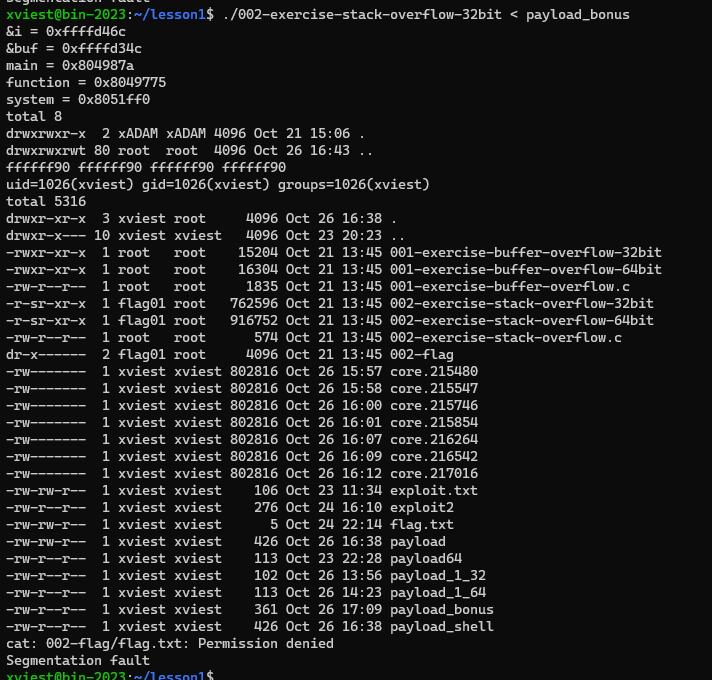 Segmentation fault
xviest@bin-2023:~/lesson1$ ./002-exercise-stack-overflow-32bit < payload_bonus
&i = 0xffffd46c
&buf = 0xffffd34c
main = 0x804987a
function = 0x8049775
system = 0x8051ff0
total 8
drwxrwxr-x  2 xADAM xADAM 4096 Oct 21 15:06 .
drwxrwxrwt 80 root  root  4096 Oct 26 16:43 ..
ffffff90 ffffff90 ffffff90 ffffff90
uid=1026(xviest) gid=1026(xviest) groups=1026(xviest)
total 5316
drwxr-xr-x  3 xviest root     4096 Oct 26 16:38 .
drwxr-x--- 10 xviest xviest   4096 Oct 23 20:23 ..
-rwxr-xr-x  1 root   root    15204 Oct 21 13:45 001-exercise-buffer-overflow-32bit
-rwxr-xr-x  1 root   root    16304 Oct 21 13:45 001-exercise-buffer-overflow-64bit
-rw-r--r--  1 root   root     1835 Oct 21 13:45 001-exercise-buffer-overflow.c
-r-sr-xr-x  1 flag01 root   762596 Oct 21 13:45 002-exercise-stack-overflow-32bit
-r-sr-xr-x  1 flag01 root   916752 Oct 21 13:45 002-exercise-stack-overflow-64bit
-rw-r--r--  1 root   root      574 Oct 21 13:45 002-exercise-stack-overflow.c
dr-x------  2 flag01 root     4096 Oct 21 13:45 002-flag
-rw-------  1 xviest xviest 802816 Oct 26 15:57 core.215480
-rw-------  1 xviest xviest 802816 Oct 26 15:58 core.215547
-rw-------  1 xviest xviest 802816 Oct 26 16:00 core.215746
-rw-------  1 xviest xviest 802816 Oct 26 16:01 core.215854
-rw-------  1 xviest xviest 802816 Oct 26 16:07 core.216264
-rw-------  1 xviest xviest 802816 Oct 26 16:09 core.216542
-rw-------  1 xviest xviest 802816 Oct 26 16:12 core.217016
-rw-rw-r--  1 xviest xviest    106 Oct 23 11:34 exploit.txt
-rw-r--r--  1 xviest xviest    276 Oct 24 16:10 exploit2
-rw-rw-r--  1 xviest xviest      5 Oct 24 22:14 flag.txt
-rw-rw-r--  1 xviest xviest    426 Oct 26 16:38 payload
-rw-r--r--  1 xviest xviest    113 Oct 23 22:28 payload64
-rw-r--r--  1 xviest xviest    102 Oct 26 13:56 payload_1_32
-rw-r--r--  1 xviest xviest    113 Oct 26 14:23 payload_1_64
-rw-r--r--  1 xviest xviest    361 Oct 26 17:09 payload_bonus
-rw-r--r--  1 xviest xviest    426 Oct 26 16:38 payload_shell
cat: 002-flag/flag.txt: Permission denied
Segmentation fault
xviest@bin-2023:~/lesson1$